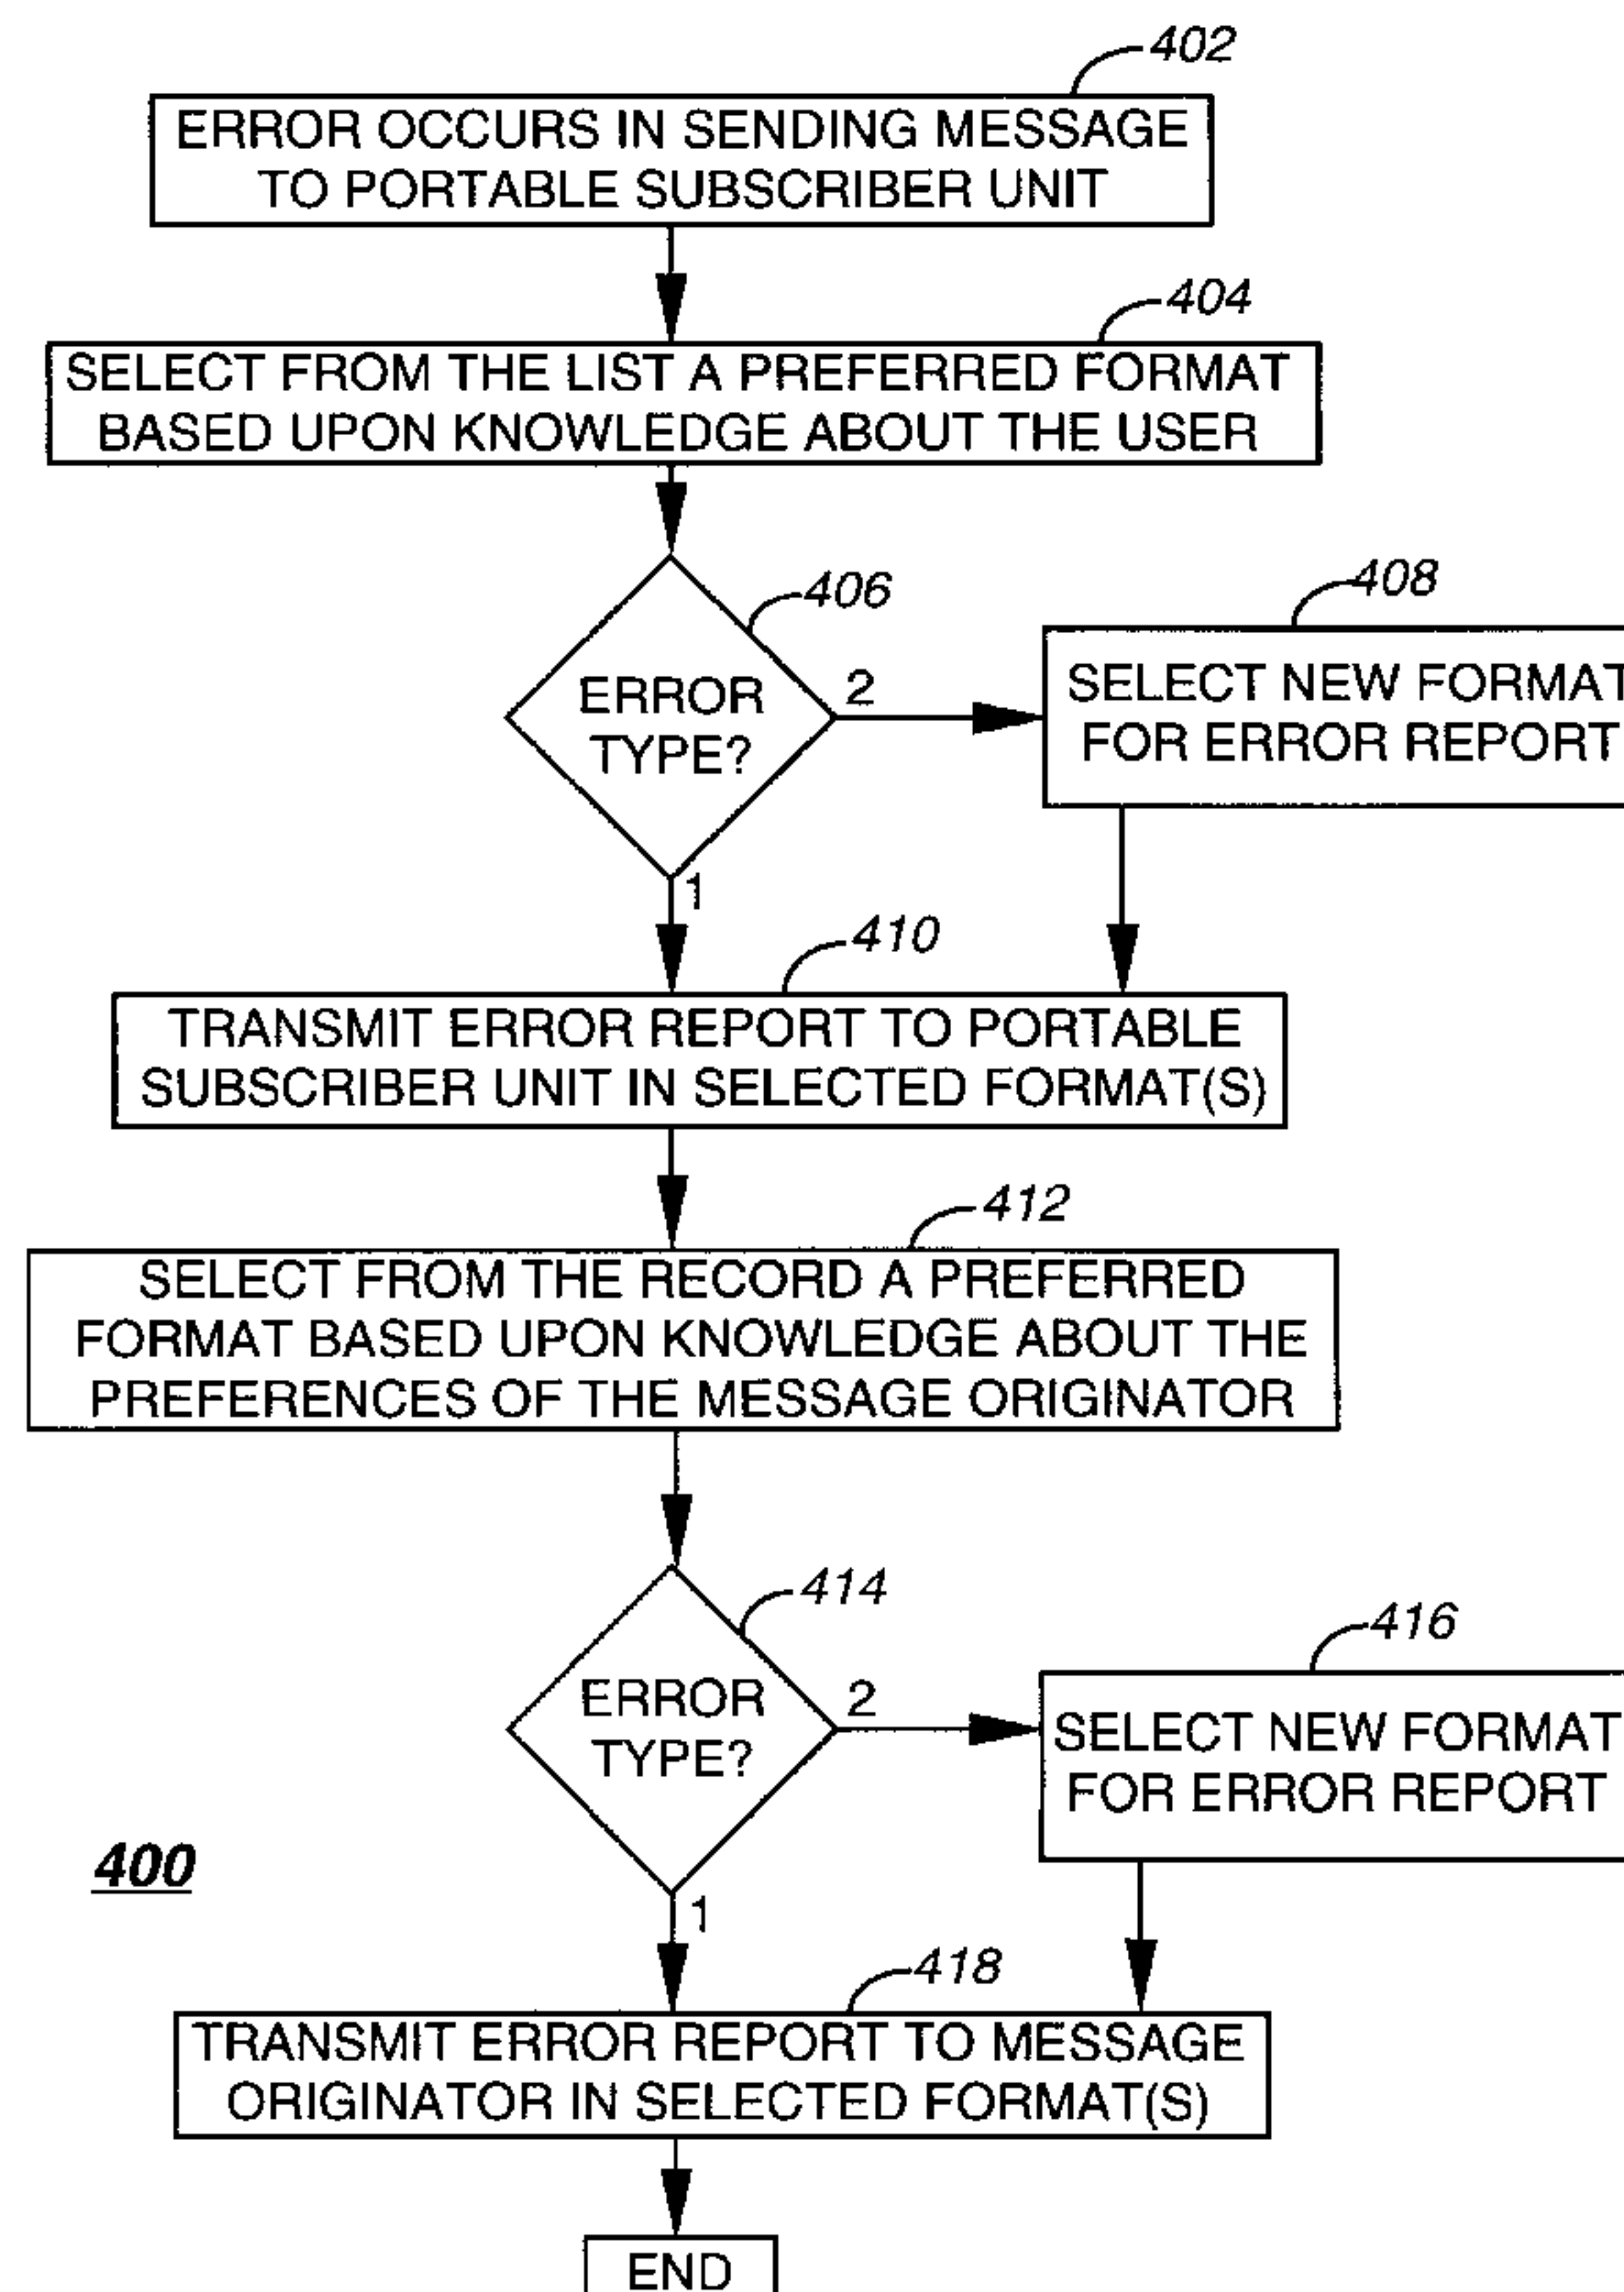 402
ERROR OCCURS IN SENDING MESSAGE
TO PORTABLE SUBSCRIBER UNIT
404
SELECT FROM THE LIST A PREFERRED FORMAT
BASED UPON KNOWLEDGE ABOUT THE USER
406
ERROR
TYPE?
2
1
408
SELECT NEW FORMAT
FOR ERROR REPORT
410
TRANSMIT ERROR REPORT TO PORTABLE
SUBSCRIBER UNIT IN SELECTED FORMAT(S)
412
SELECT FROM THE RECORD A PREFERRED
FORMAT BASED UPON KNOWLEDGE ABOUT THE
PREFERENCES OF THE MESSAGE ORIGINATOR
414
ERROR
TYPE?
2
1
416
SELECT NEW FORMAT
FOR ERROR REPORT
400
418
TRANSMIT ERROR REPORT TO MESSAGE
ORIGINATOR IN SELECTED FORMAT(S)
END